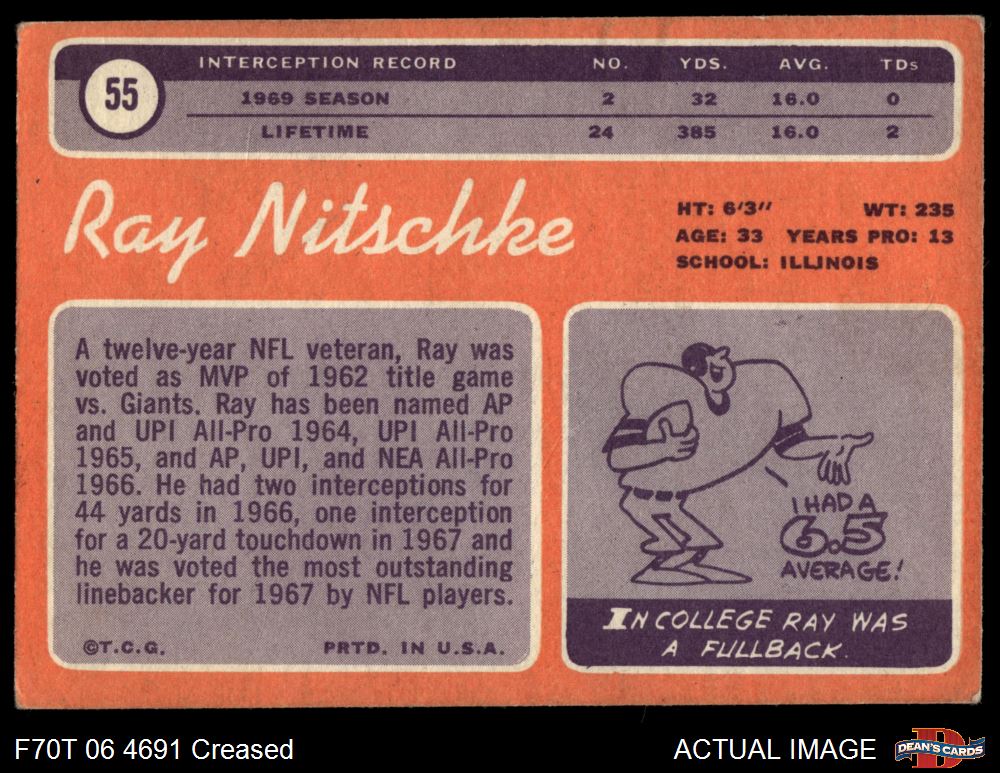 55
INTERCEPTION RECORD NO. YDS. AVG. TDs
1969 SEASON 2 32 16.0 0
LIFETIME 24 385 16.0 2
Ray Nitschke
HT: 6'3" WT: 235
AGE: 33 YEARS PRO: 13
SCHOOL: ILLINOIS
A twelve-year NFL veteran, Ray was
voted as MVP of 1962 title game
vs. Giants. Ray has been named AP
and UPI All-Pro 1964, UPI All-Pro
1965, and AP, UPI, and NEA All-Pro
1966. He had two interceptions for
44 yards in 1966, one interception
for a 20-yard touchdown in 1967 and
he was voted the most outstanding
linebacker for 1967 by NFL players.
©T.C.G. PRTD. IN U.S.A.
I HAD A
6.5
AVERAGE!
IN COLLEGE RAY WAS
A FULLBACK.
F70T 06 4691 Creased
ACTUAL IMAGE
D
DEAN'S CARDS